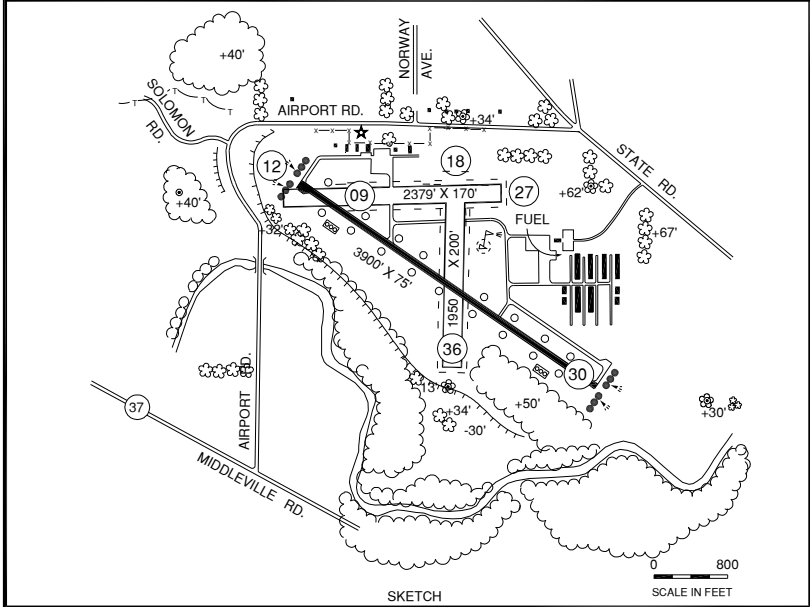 +40'
SOLOMON
RD.
T
T
T
NORWAY
AVE.
AIRPORT RD.
+34'
x
x
x
x
x
x
STATE RD.
12
18
09
2379' X 170'
27
+62'
+40'
32'
T
T
FUEL
+67'
3900' X 75'
1950 X 200'
36
30
13'
+34'
-30'
+50'
+30'
AIRPORT RD.
37
MIDDLEVILLE RD.
0 800
SCALE IN FEET
SKETCH